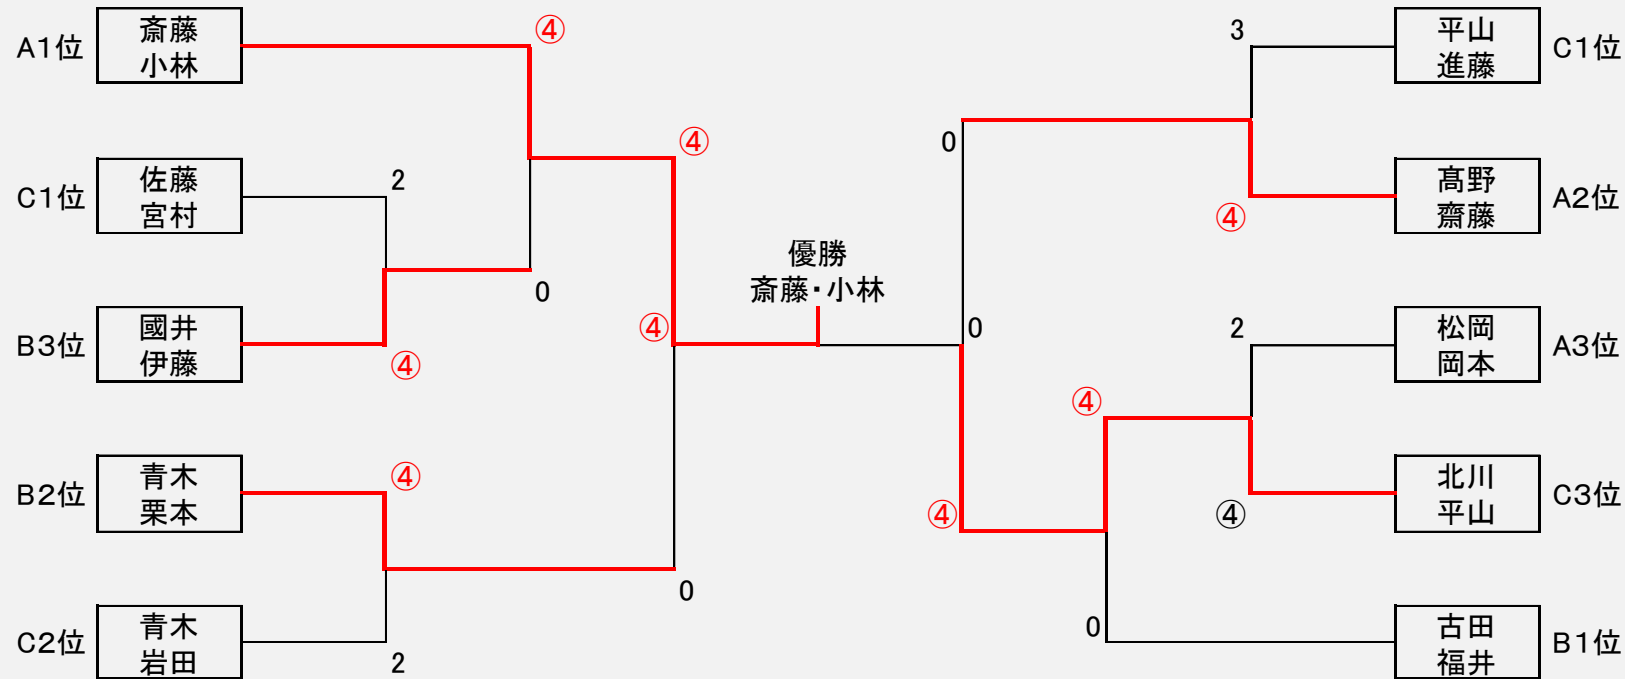 A1位
斎藤
小林
④
C1位
佐藤
宮村
2
B3位
國井
伊藤
④
0
④
B2位
青木
栗本
④
C2位
青木
岩田
2
0
④
優勝
斎藤・小林
0
0
④
3
平山
進藤
C1位
④
髙野
齋藤
A2位
2
松岡
岡本
A3位
④
④
北川
平山
C3位
0
古田
福井
B1位